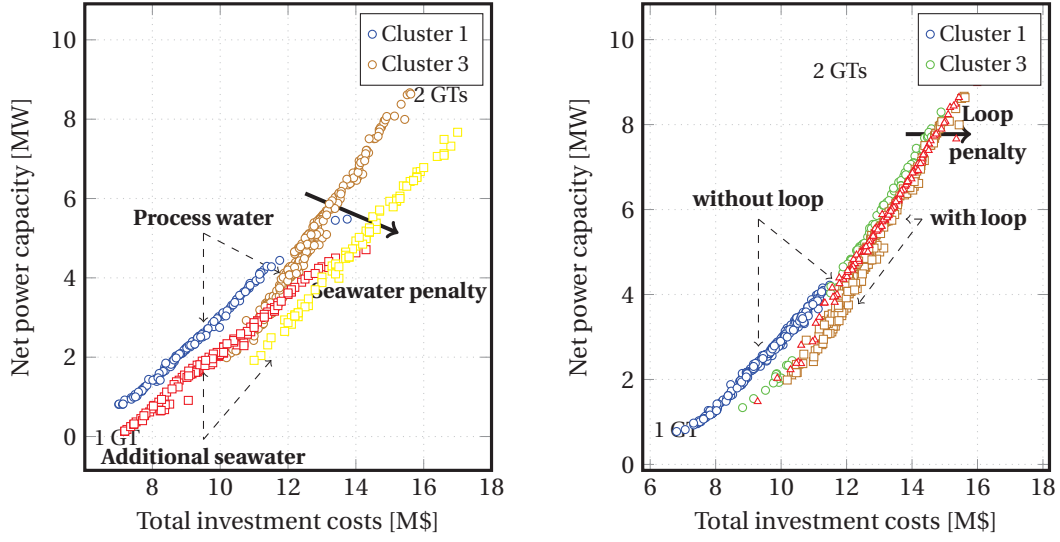 10
8
6
4
2
0
Net power capacity [MW]
Cluster 1
Cluster 3
2 GTs
Process water
Seawater penalty
1 GT
Additional seawater
8 10 12 14 16 18
Total investment costs [M$]
10
8
6
4
2
0
Net power capacity [MW]
Cluster 1
Cluster 3
2 GTs
Loop
penalty
without loop
with loop
1 GT
6 8 10 12 14 16 18
Total investment costs [M$]